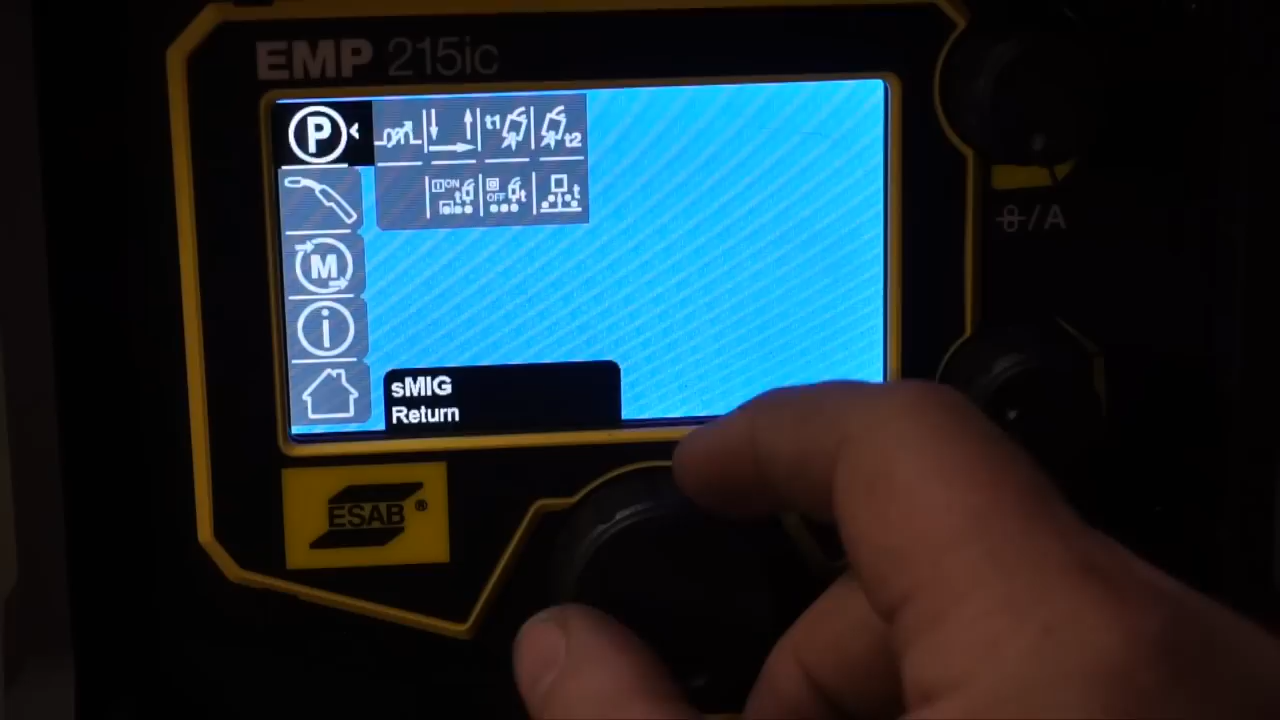 EMP 215ic
P
t1
t2
M
ON
t
OFF
t
t
i
sMIG
Return
ESAB®
/A